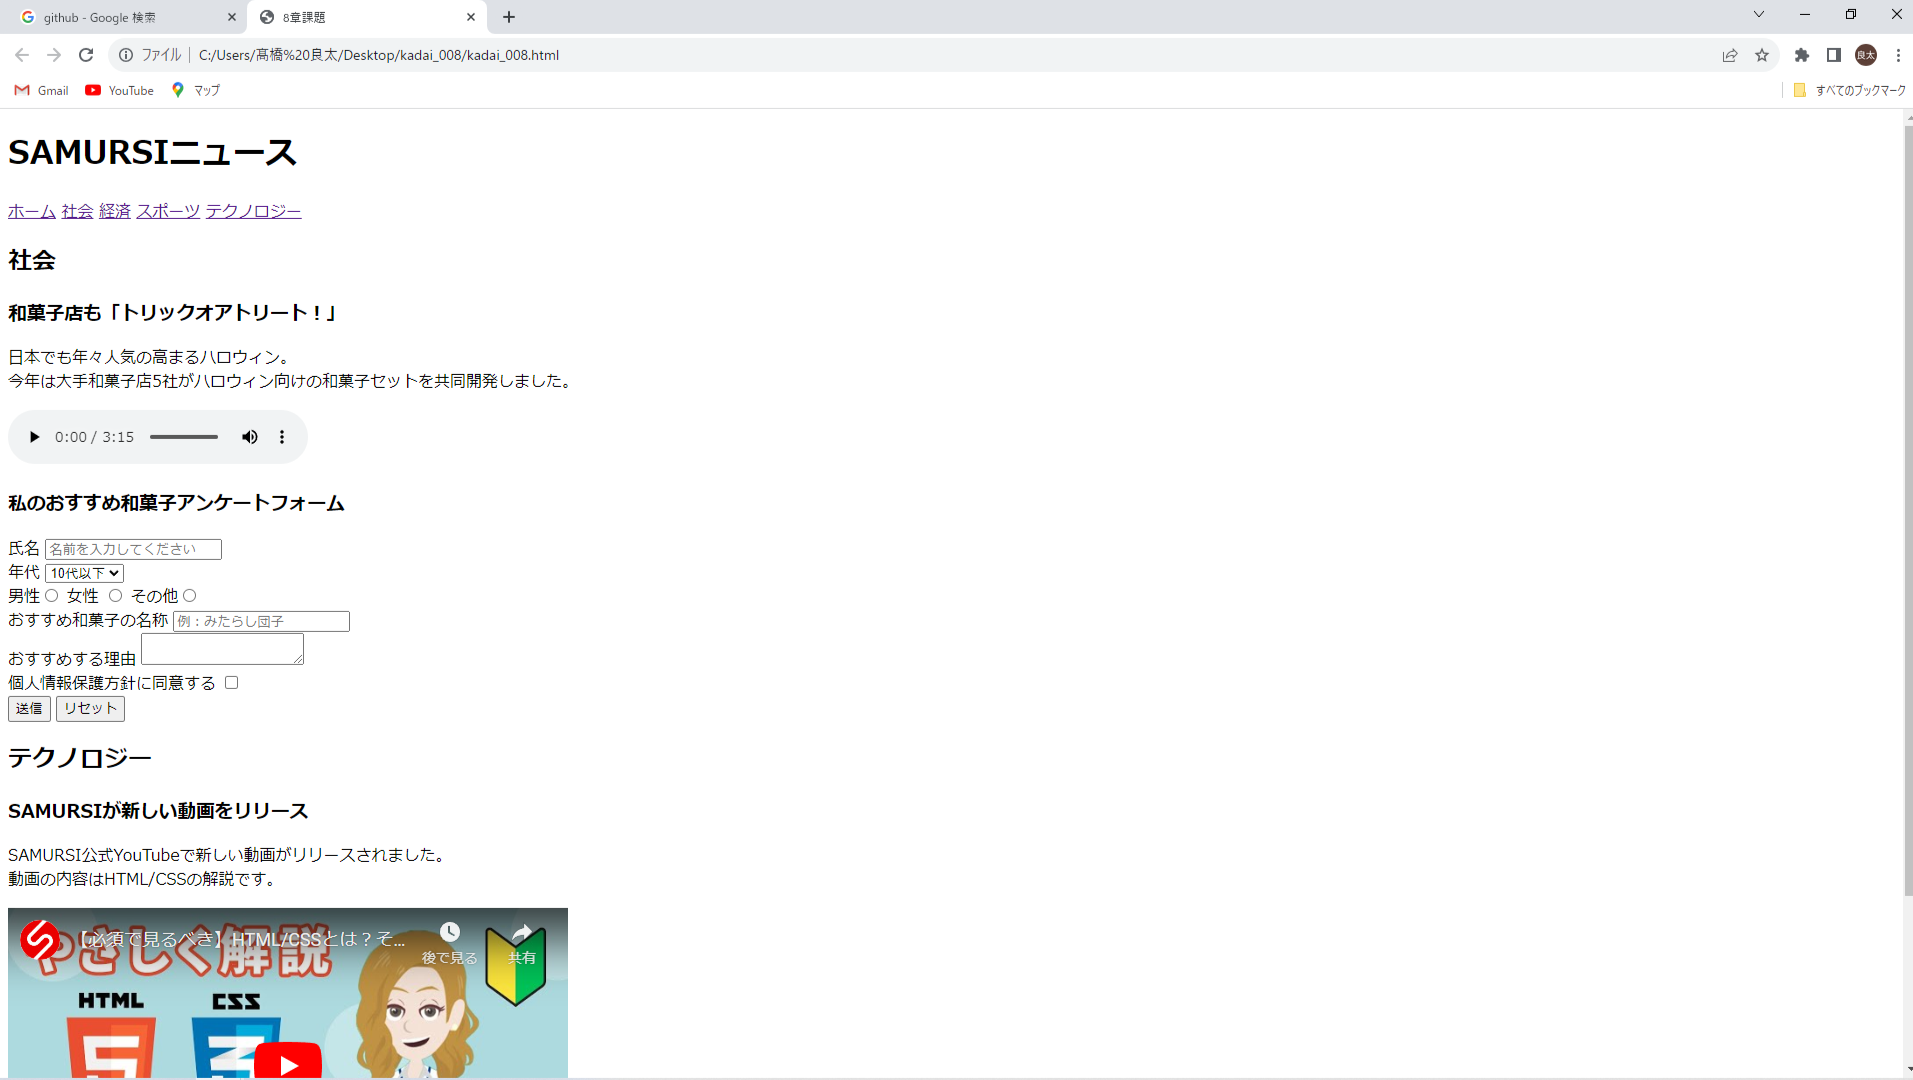 github - Google 検索
8章課題
ファイル
C:/Users/髙橋%20良太/Desktop/kadai_008/kadai_008.html
良太
Gmail
YouTube
マップ
すべてのブックマーク
SAMURSIニュース
ホーム 社会 経済 スポーツ テクノロジー
社会
和菓子店も「トリックオアトリート！」
日本でも年々人気の高まるハロウィン。
今年は大手和菓子店5社がハロウィン向けの和菓子セットを共同開発しました。
0:00 / 3:15
私のおすすめ和菓子アンケートフォーム
氏名 名前を入力してください
年代 10代以下
男性 女性 その他
おすすめ和菓子の名称 例：みたらし団子
おすすめする理由
個人情報保護方針に同意する
送信 リセット
テクノロジー
SAMURSIが新しい動画をリリース
SAMURSI公式YouTubeで新しい動画がリリースされました。
動画の内容はHTML/CSSの解説です。
【必須で見るべき】HTML/CSSとは？そ...
後で見る 共有
やさしく解説
HTML CSS